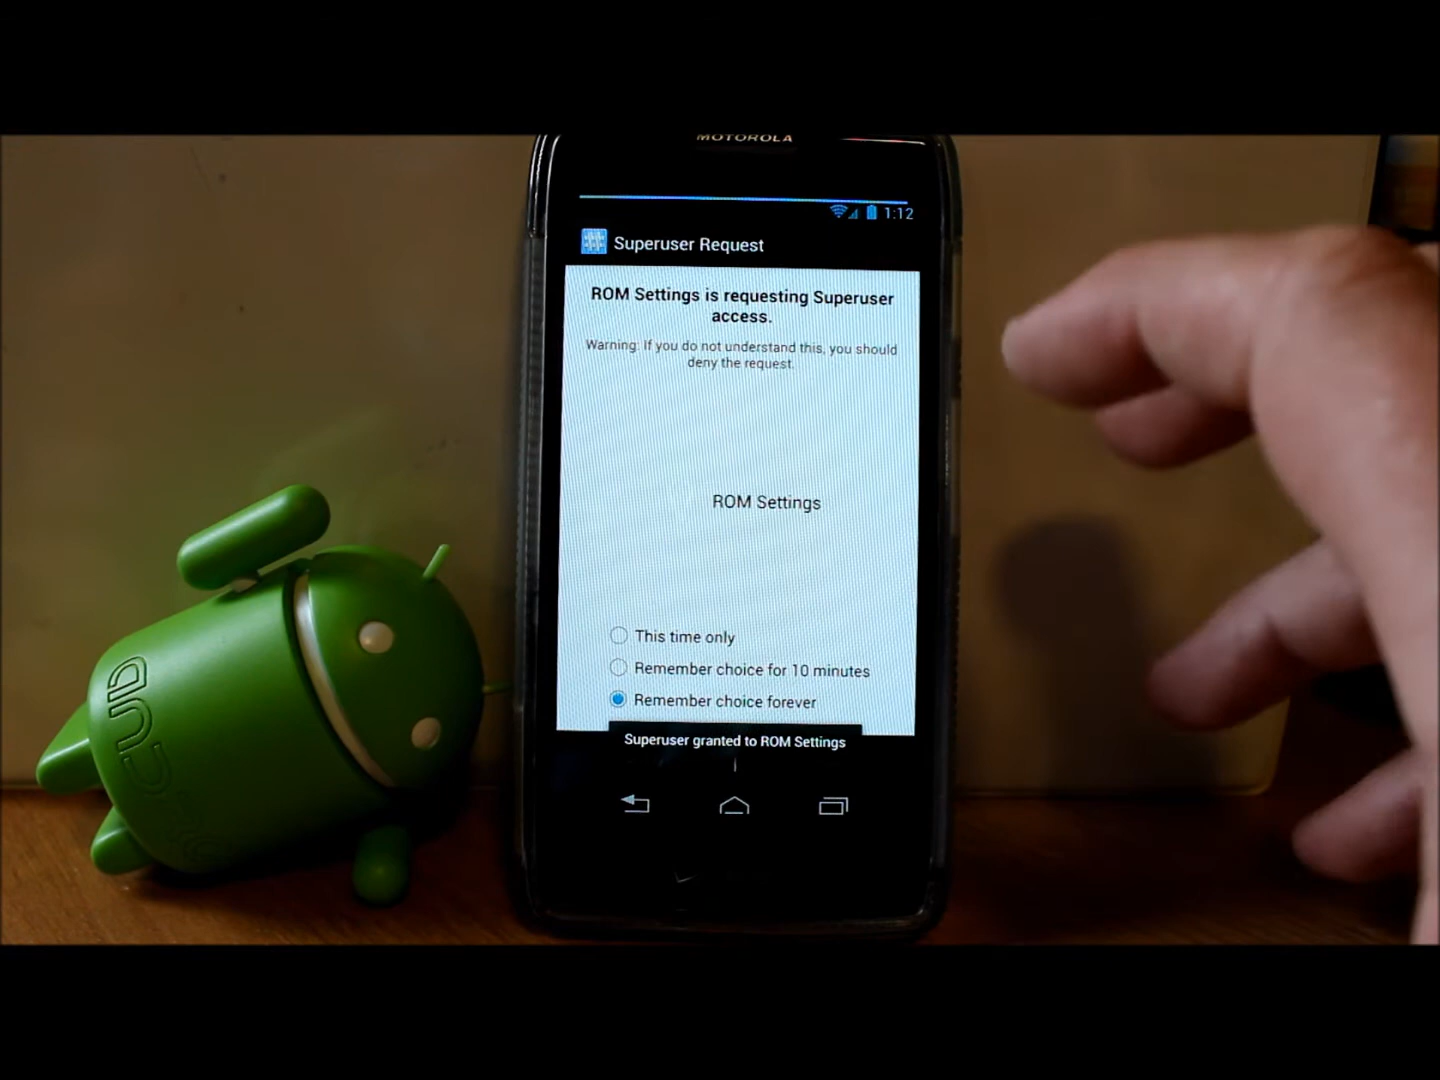 MOTOROLA
1:12
Superuser Request
ROM Settings is requesting Superuser
access.
Warning: If you do not understand this, you should
deny the request.
ROM Settings
This time only
Remember choice for 10 minutes
Remember choice forever
Superuser granted to ROM Settings